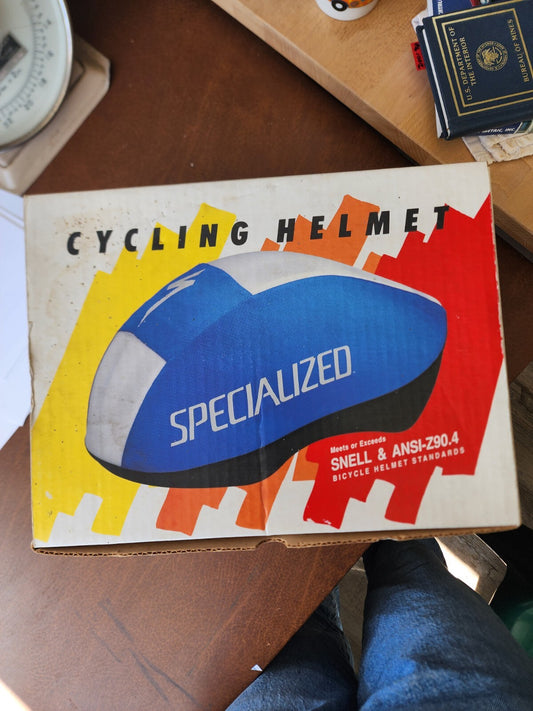 U.S. DEPARTMENT OF
THE INTERIOR
BUREAU OF MINES
CYCLING HELMET
SPECIALIZED
Meets or Exceeds
SNELL & ANSI-Z90.4
BICYCLE HELMET STANDARDS